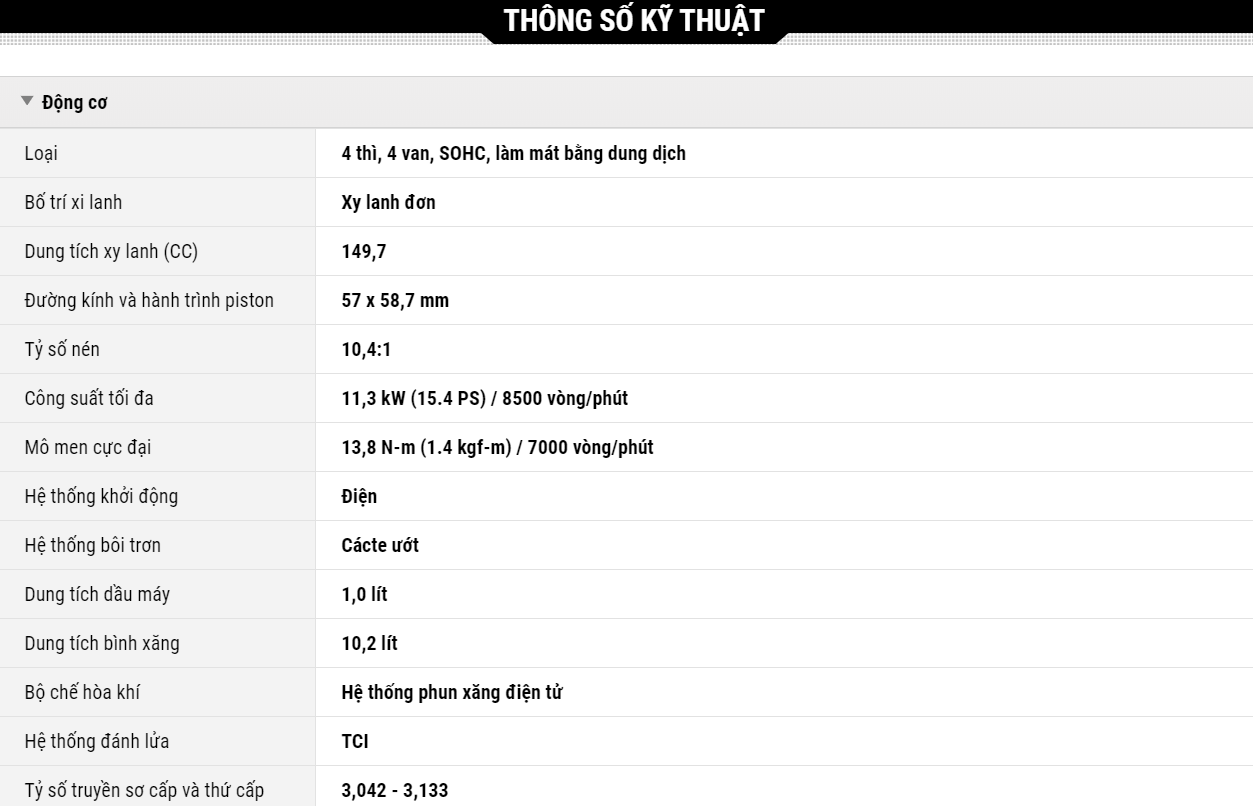 THÔNG SỐ KỸ THUẬT
Động cơ
Loại 4 thì, 4 van, SOHC, làm mát bằng dung dịch
Bố trí xi lanh Xy lanh đơn
Dung tích xy lanh (CC) 149,7
Đường kính và hành trình piston 57 x 58,7 mm
Tỷ số nén 10,4:1
Công suất tối đa 11,3 kW (15.4 PS) / 8500 vòng/phút
Mô men cực đại 13,8 N-m (1.4 kgf-m) / 7000 vòng/phút
Hệ thống khởi động Điện
Hệ thống bôi trơn Cácte ướt
Dung tích dầu máy 1,0 lít
Dung tích bình xăng 10,2 lít
Bộ chế hòa khí Hệ thống phun xăng điện tử
Hệ thống đánh lửa TCI
Tỷ số truyền sơ cấp và thứ cấp 3,042 - 3,133